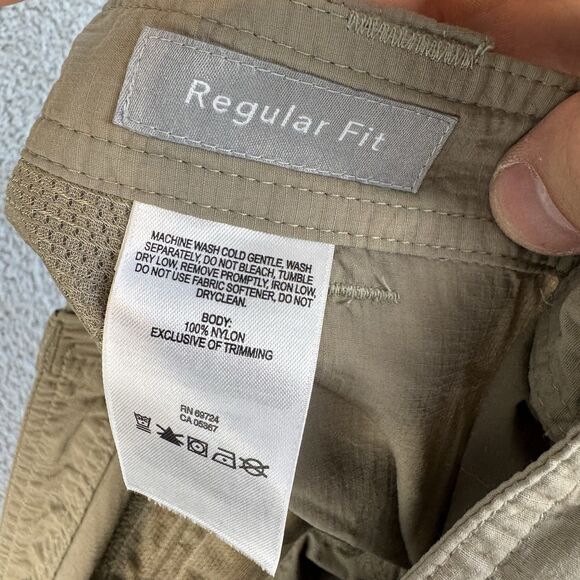 Regular Fit
MACHINE WASH COLD GENTLE, WASH
SEPARATELY, DO NOT BLEACH, TUMBLE
DRY LOW, REMOVE PROMPTLY, IRON LOW,
DO NOT USE FABRIC SOFTENER, DO NOT
DRYCLEAN.
BODY:
100% NYLON
EXCLUSIVE OF TRIMMING
RN 69724
CA 05367